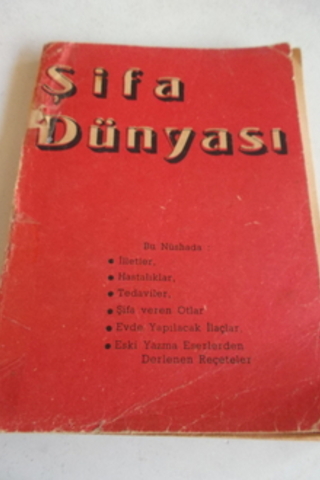 Şifa
Dünyası
Bu Nüshada
• İlletler,
• Hastalıklar,
• Tedaviler,
• Şifa veren Otlar
• Evde Yapılacak İlaçlar
• Eski Yazma Eserlerden
Derlenen Reçeteler